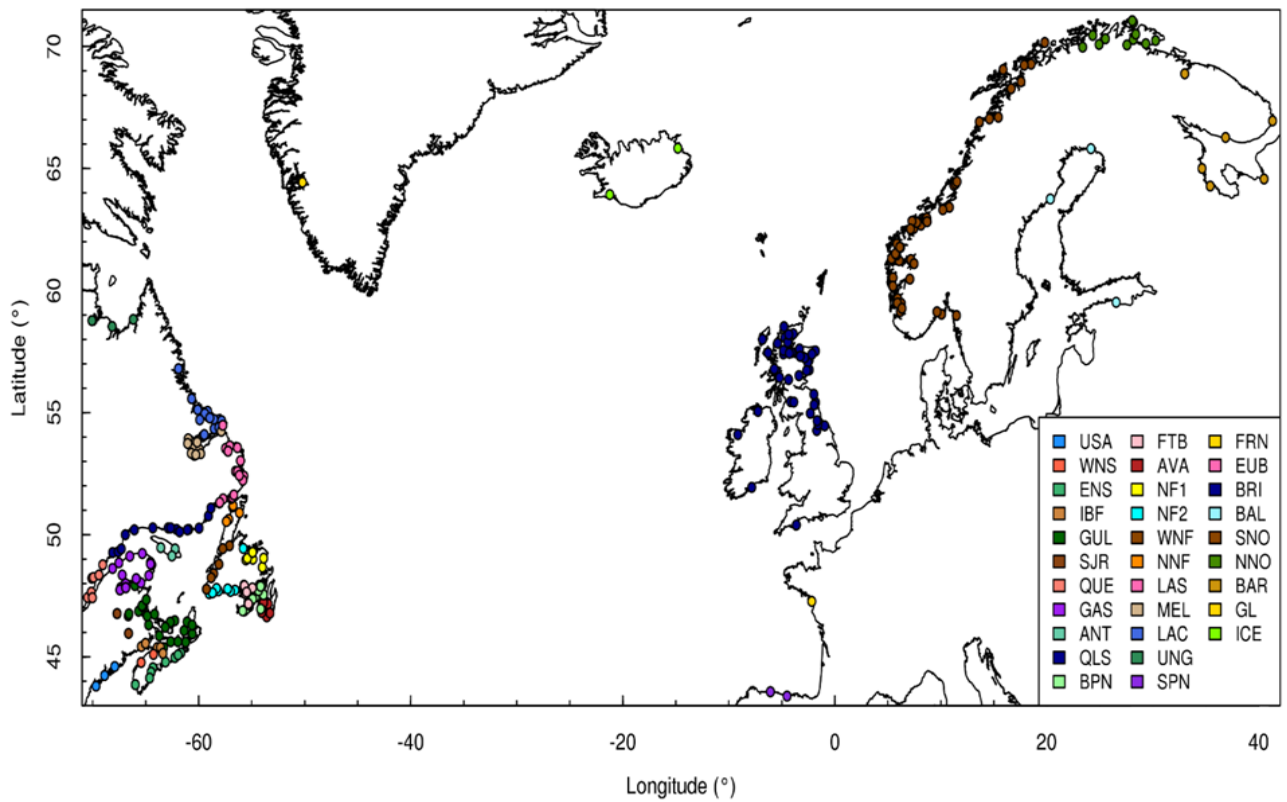 70
65
60
55
50
45
Latitude (°)
-60 -40 -20 0 20 40
Longitude (°)
USA FTB FRN
WNS AVA EUB
ENS NF1 BRI
IBF NF2 BAL
GUL WNF SNO
SJR NNF NNO
QUE LAS BAR
GAS MEL GL
ANT LAC ICE
QLS UNG
BPN SPN